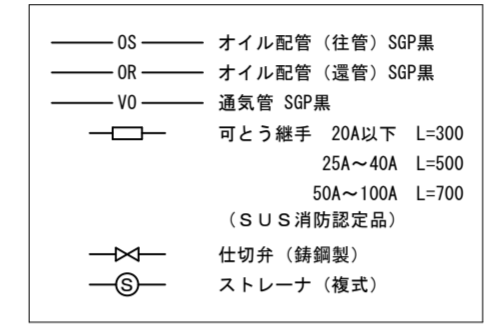 OS オイル配管（往管）SGP黒
OR オイル配管（還管）SGP黒
VO 通気管 SGP黒
可とう継手 20A以下 L=300
25A～40A L=500
50A～100A L=700
（ＳＵＳ消防認定品）
仕切弁（鋳鋼製）
S ストレーナ（複式）